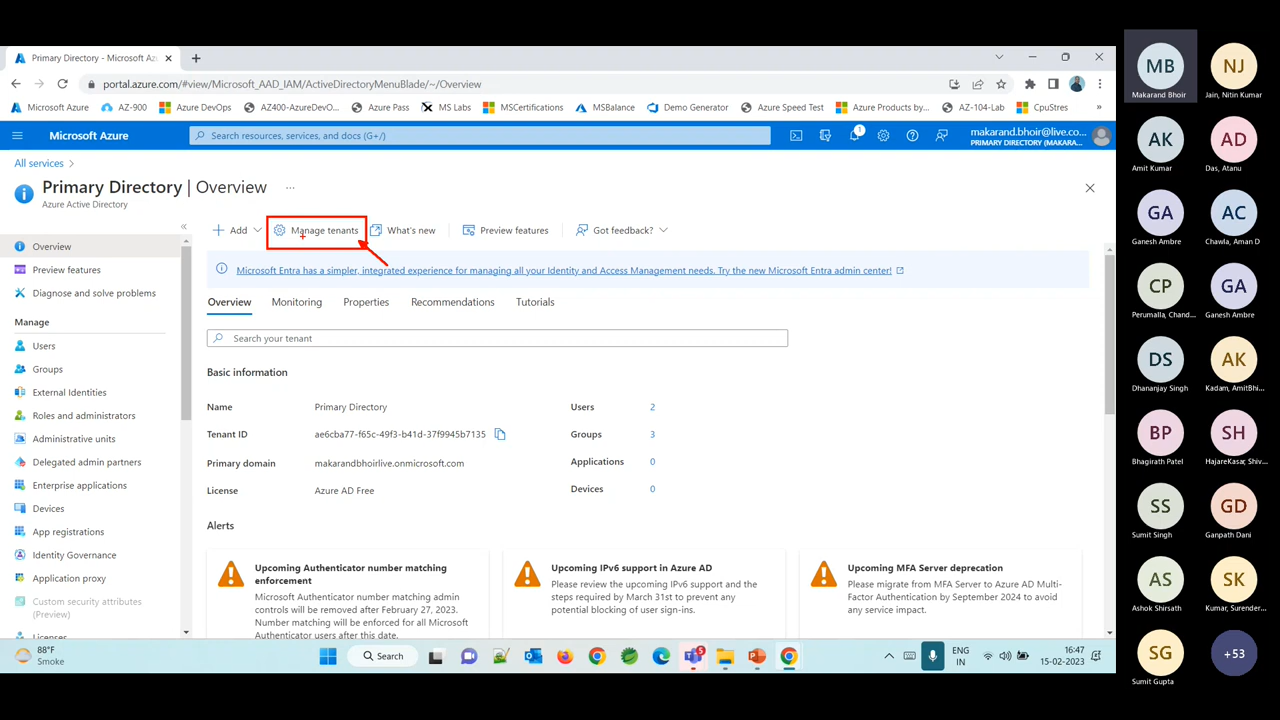 Primary Directory - Microsoft Az
portal.azure.com/#view/Microsoft_AAD_IAM/ActiveDirectoryMenuBlade/~/Overview
Microsoft Azure
AZ-900
Azure DevOps
AZ400-AzureDevO...
Azure Pass
MS Labs
MSCertifications
MSBalance
Demo Generator
Azure Speed Test
Azure Products by...
AZ-104-Lab
CpuStres
»
Microsoft Azure
Search resources, services, and docs (G+/)
1
makarand.bhoir@live.co...
PRIMARY DIRECTORY (MAKARA...
All services >
Primary Directory | Overview ...
Azure Active Directory
«
Overview
Preview features
Diagnose and solve problems
Manage
Users
Groups
External Identities
Roles and administrators
Administrative units
Delegated admin partners
Enterprise applications
Devices
App registrations
Identity Governance
Application proxy
Custom security attributes
(Preview)
Licenses
Add
Manage tenants
What's new
Preview features
Got feedback?
Microsoft Entra has a simpler, integrated experience for managing all your Identity and Access Management needs. Try the new Microsoft Entra admin center!
Overview
Monitoring
Properties
Recommendations
Tutorials
Search your tenant
Basic information
Name Primary Directory
Tenant ID ae6cba77-f65c-49f3-b41d-37f9945b7135
Primary domain makarandbhoirlive.onmicrosoft.com
License Azure AD Free
Users 2
Groups 3
Applications 0
Devices 0
Alerts
Upcoming Authenticator number matching
enforcement
Microsoft Authenticator number matching admin
controls will be removed after February 27, 2023.
Number matching will be enforced for all Microsoft
Authenticator users after this date.
Upcoming IPv6 support in Azure AD
Please review the upcoming IPv6 support and the
steps required by March 31st to prevent any
potential blocking of user sign-ins.
Upcoming MFA Server deprecation
Please migrate from MFA Server to Azure AD Multi-
Factor Authentication by September 2024 to avoid
any service impact.
88°F
Smoke
Search
5
ENG
IN
16:47
15-02-2023
MB
Makarand Bhoir
NJ
Jain, Nitin Kumar
AK
Amit Kumar
AD
Das, Atanu
GA
Ganesh Ambre
AC
Chawla, Aman D
CP
Perumalla, Chand...
GA
Ganesh Ambre
DS
Dhananjay Singh
AK
Kadam, AmitBhi...
BP
Bhagirath Patel
SH
HajareKasar, Shiv...
SS
Sumit Singh
GD
Ganpath Dani
AS
Ashok Shirsath
SK
Kumar, Surender...
SG
Sumit Gupta
+53